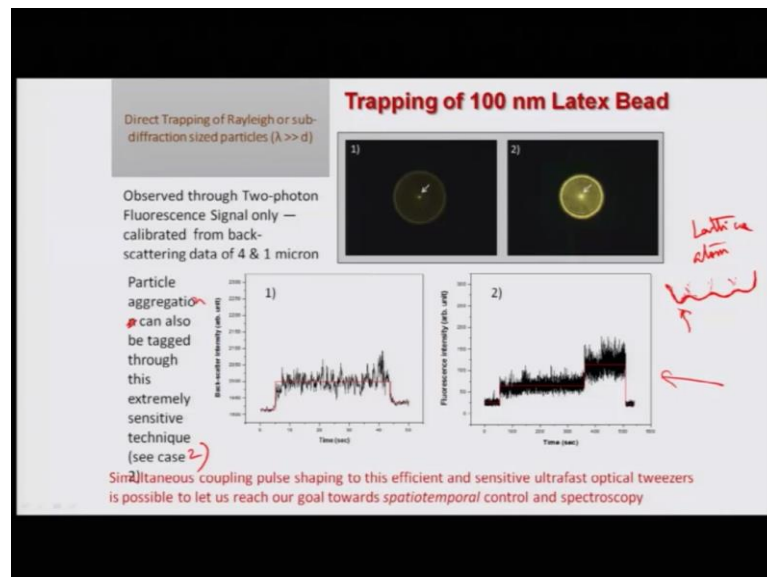 Direct Trapping of Rayleigh or sub-
diffraction sized particles (λ >> d)
Trapping of 100 nm Latex Bead
1)
2)
Observed through Two-photon
Fluorescence Signal only —
calibrated from back-
scattering data of 4 & 1 micron
Lattice
atom
Particle
aggregation
can also
be tagged
through
this
extremely
sensitive
technique
(see case 2)
2)
1)
Back-scatter intensity (arb. unit)
Time (sec)
2)
Fluorescence intensity (arb. unit)
Time (sec)
Simultaneous coupling pulse shaping to this efficient and sensitive ultrafast optical tweezers
is possible to let us reach our goal towards spatiotemporal control and spectroscopy